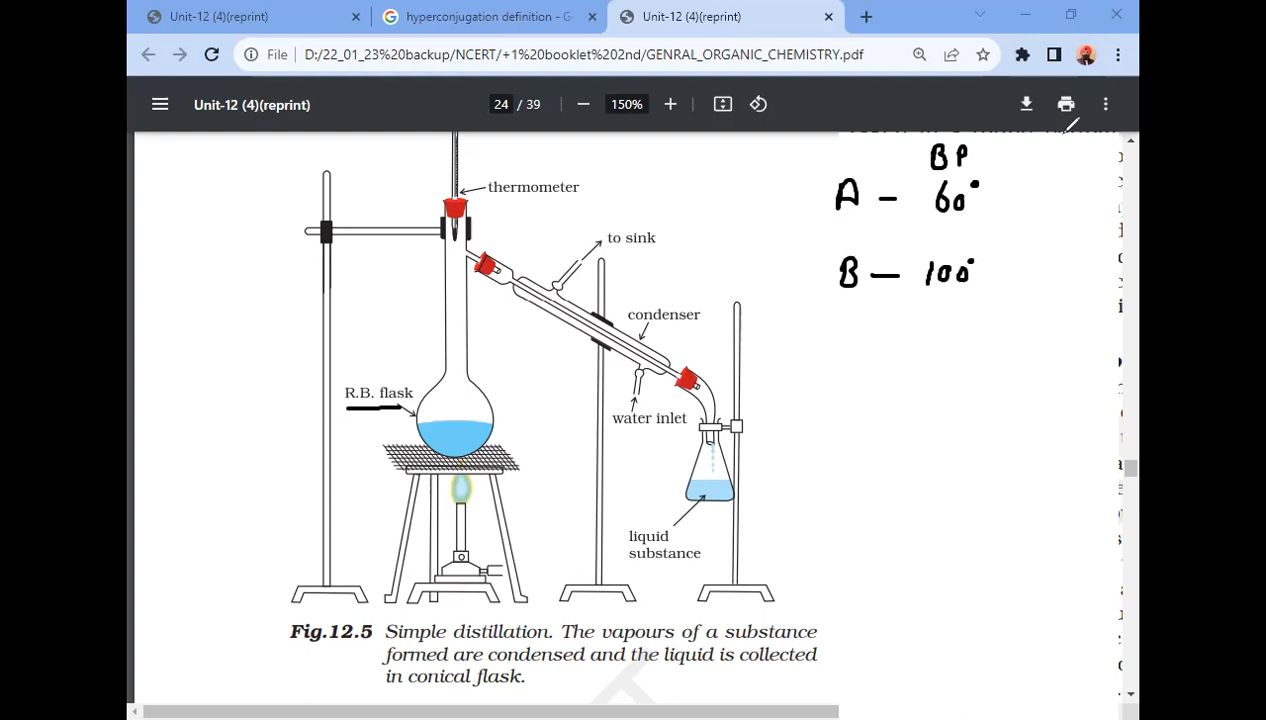 Unit-12 (4)(reprint)
hyperconjugation definition - G
Unit-12 (4)(reprint)
File
D:/22_01_23%20backup/NCERT/+1%20booklet%202nd/GENRAL_ORGANIC_CHEMISTRY.pdf
Unit-12 (4)(reprint)
24 / 39
150%
BP
A - 60°
B - 100°
thermometer
to sink
condenser
R.B. flask
water inlet
liquid
substance
Fig.12.5 Simple distillation. The vapours of a substance
formed are condensed and the liquid is collected
in conical flask.